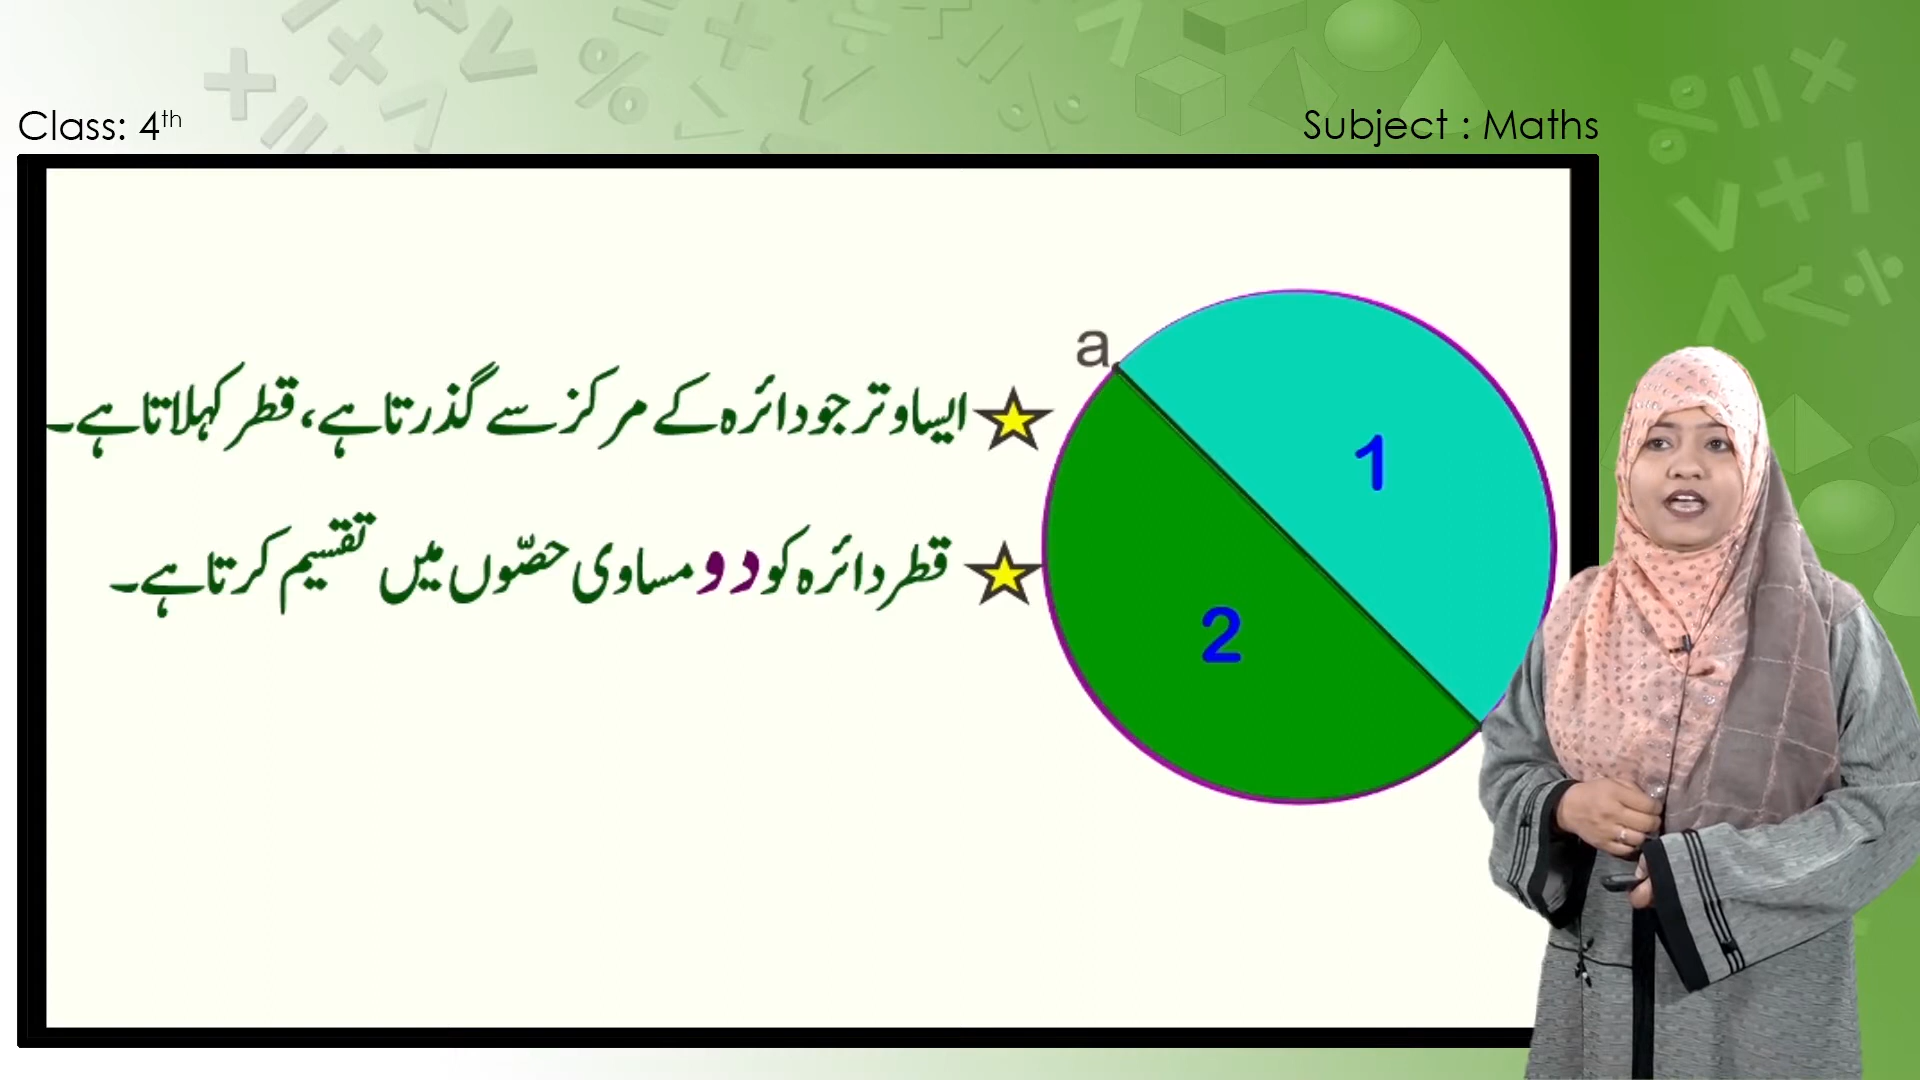 Class: 4th
Subject : Maths
a
ایسا وتر جو دائرہ کے مرکز سے گذرتا ہے، قطر کہلاتا ہے۔
1
قطر دائرہ کو دو مساوی حصّوں میں تقسیم کرتا ہے۔
2